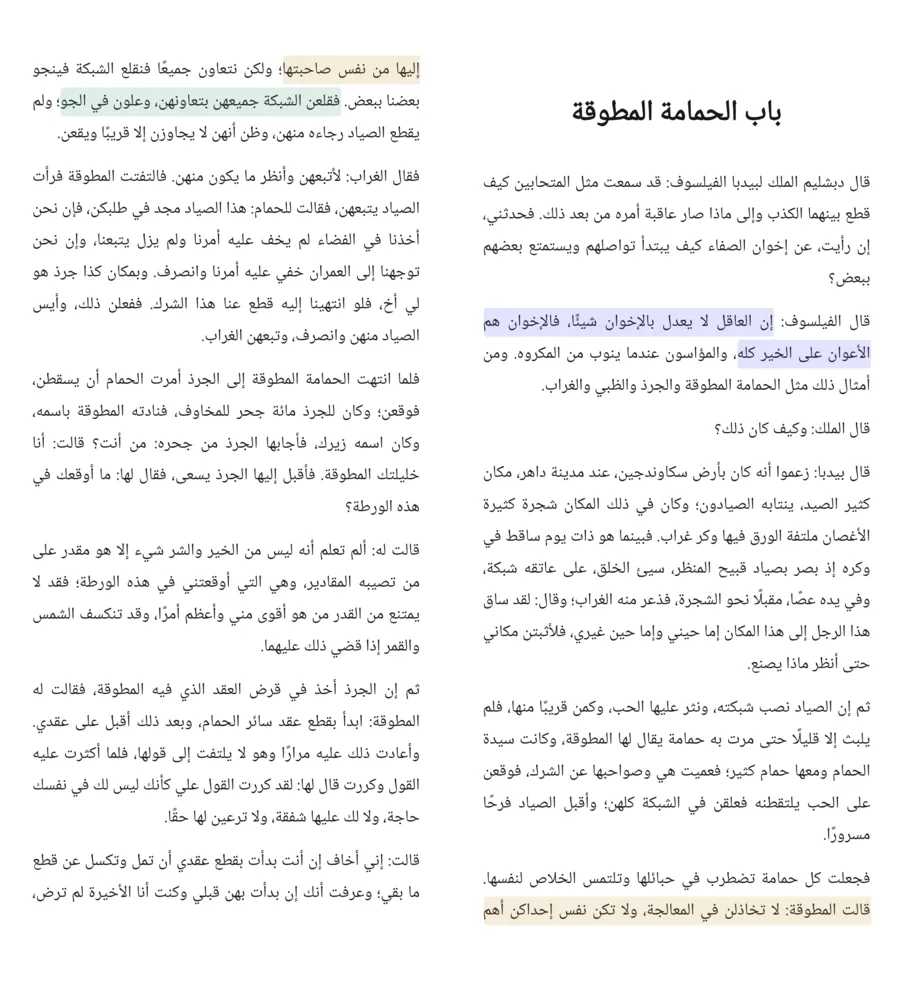 باب الحمامة المطوقة
قال دبشليم الملك لبيدبا الفيلسوف: قد سمعت مثل المتحابين كيف
قطع بينهما الكذب وإلى ماذا صار عاقبة أمره من بعد ذلك. فحدثني،
إن رأيت، عن إخوان الصفاء كيف يبتدأ تواصلهم ويستمتع بعضهم
ببعض؟
قال الفيلسوف: إن العاقل لا يعدل بالإخوان شيئًا، فالإخوان هم
الأعوان على الخير كله، والمؤاسون عندما ينوب من المكروه. ومن
أمثال ذلك مثل الحمامة المطوقة والجرذ والظبي والغراب.
قال الملك: وكيف كان ذلك؟
قال بيدبا: زعموا أنه كان بأرض سكاوندجين، عند مدينة داهر، مكان
كثير الصيد، ينتابه الصيادون؛ وكان في ذلك المكان شجرة كثيرة
الأغصان ملتفة الورق فيها وكر غراب. فبينما هو ذات يوم ساقط في
وكره إذ بصر بصياد قبيح المنظر، سيئ الخلق، على عاتقه شبكة،
وفي يده عصًا، مقبلًا نحو الشجرة، فذعر منه الغراب؛ وقال: لقد ساق
هذا الرجل إلى هذا المكان إما حيني وإما حين غيري، فلأثبتن مكاني
حتى أنظر ماذا يصنع.
ثم إن الصياد نصب شبكته، ونثر عليها الحب، وكمن قريبًا منها، فلم
يلبث إلا قليلًا حتى مرت به حمامة يقال لها المطوقة، وكانت سيدة
الحمام ومعها حمام كثير؛ فعميت هي وصواحبها عن الشرك، فوقعن
على الحب يلتقطنه فعلقن في الشبكة كلهن؛ وأقبل الصياد فرحًا
مسرورًا.
فجعلت كل حمامة تضطرب في حبائلها وتلتمس الخلاص لنفسها.
قالت المطوقة: لا تخاذلن في المعالجة، ولا تكن نفس إحداكن أهم
إليها من نفس صاحبتها؛ ولكن نتعاون جميعًا فنقلع الشبكة فينجو
بعضنا ببعض. فقلعن الشبكة جميعهن بتعاونهن، وعلون في الجو؛ ولم
يقطع الصياد رجاءه منهن، وظن أنهن لا يجاوزن إلا قريبًا ويقعن.
فقال الغراب: لأتبعهن وأنظر ما يكون منهن. فالتفتت المطوقة فرأت
الصياد يتبعهن، فقالت للحمام: هذا الصياد مجد في طلبكن، فإن نحن
أخذنا في الفضاء لم يخف عليه أمرنا ولم يزل يتبعنا، وإن نحن
توجهنا إلى العمران خفي عليه أمرنا وانصرف. وبمكان كذا جرذ هو
لي أخ، فلو انتهينا إليه قطع عنا هذا الشرك. ففعلن ذلك، وأيس
الصياد منهن وانصرف، وتبعهن الغراب.
فلما انتهت الحمامة المطوقة إلى الجرذ أمرت الحمام أن يسقطن،
فوقعن؛ وكان للجرذ مائة جحر للمخاوف، فنادته المطوقة باسمه،
وكان اسمه زيرك، فأجابها الجرذ من جحره: من أنت؟ قالت: أنا
خليلتك المطوقة. فأقبل إليها الجرذ يسعى، فقال لها: ما أوقعك في
هذه الورطة؟
قالت له: ألم تعلم أنه ليس من الخير والشر شيء إلا هو مقدر على
من تصيبه المقادير، وهي التي أوقعتني في هذه الورطة؛ فقد لا
يمتنع من القدر من هو أقوى مني وأعظم أمرًا، وقد تنكسف الشمس
والقمر إذا قضي ذلك عليهما.
ثم إن الجرذ أخذ في قرض العقد الذي فيه المطوقة، فقالت له
المطوقة: ابدأ بقطع عقد سائر الحمام، وبعد ذلك أقبل على عقدي.
وأعادت ذلك عليه مرارًا وهو لا يلتفت إلى قولها، فلما أكثرت عليه
القول وكررت قال لها: لقد كررت القول علي كأنك ليس لك في نفسك
حاجة، ولا لك عليها شفقة، ولا ترعين لها حقًا.
قالت: إني أخاف إن أنت بدأت بقطع عقدي أن تمل وتكسل عن قطع
ما بقي؛ وعرفت أنك إن بدأت بهن قبلي وكنت أنا الأخيرة لم ترض،